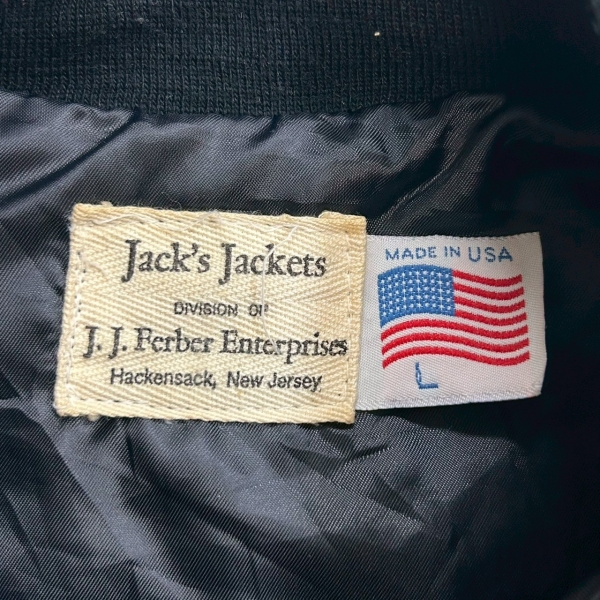 Jack's Jackets
DIVISION OF
J. J. Ferber Enterprises
Hackensack, New Jersey
MADE IN USA
L